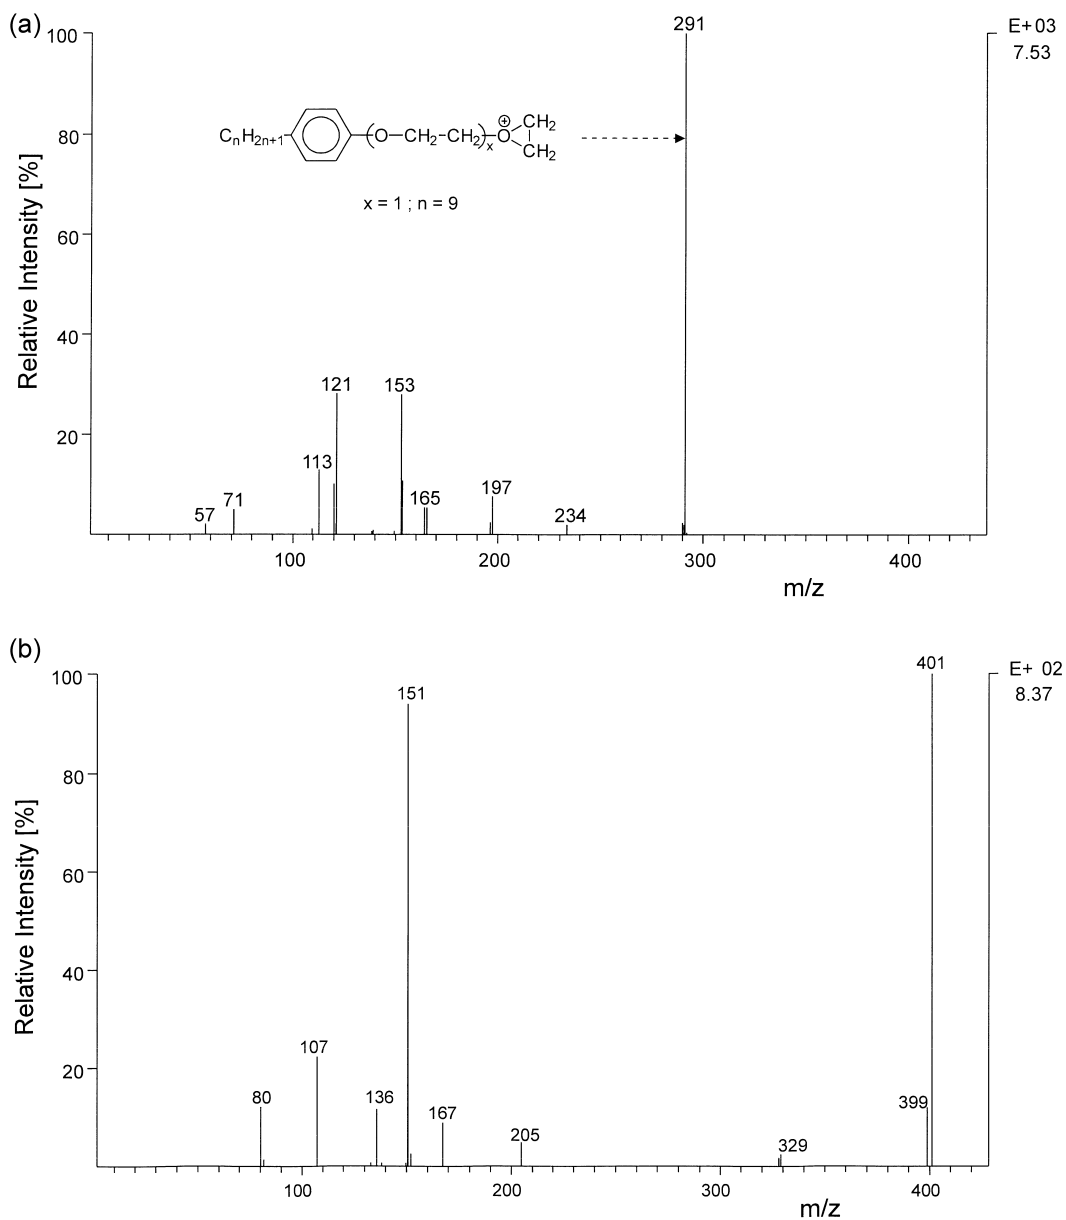 (a)
E+03
7.53
Relative Intensity [%]
100
80
60
40
20
291
CnH2n+1
O
CH2
CH2
x
⊕
O
CH2
CH2
x = 1 ; n = 9
121
153
113
165
197
71
57
234
100
200
300
400
m/z
(b)
E+ 02
8.37
Relative Intensity [%]
100
80
60
40
20
401
151
107
80
136
167
205
399
329
100
200
300
400
m/z